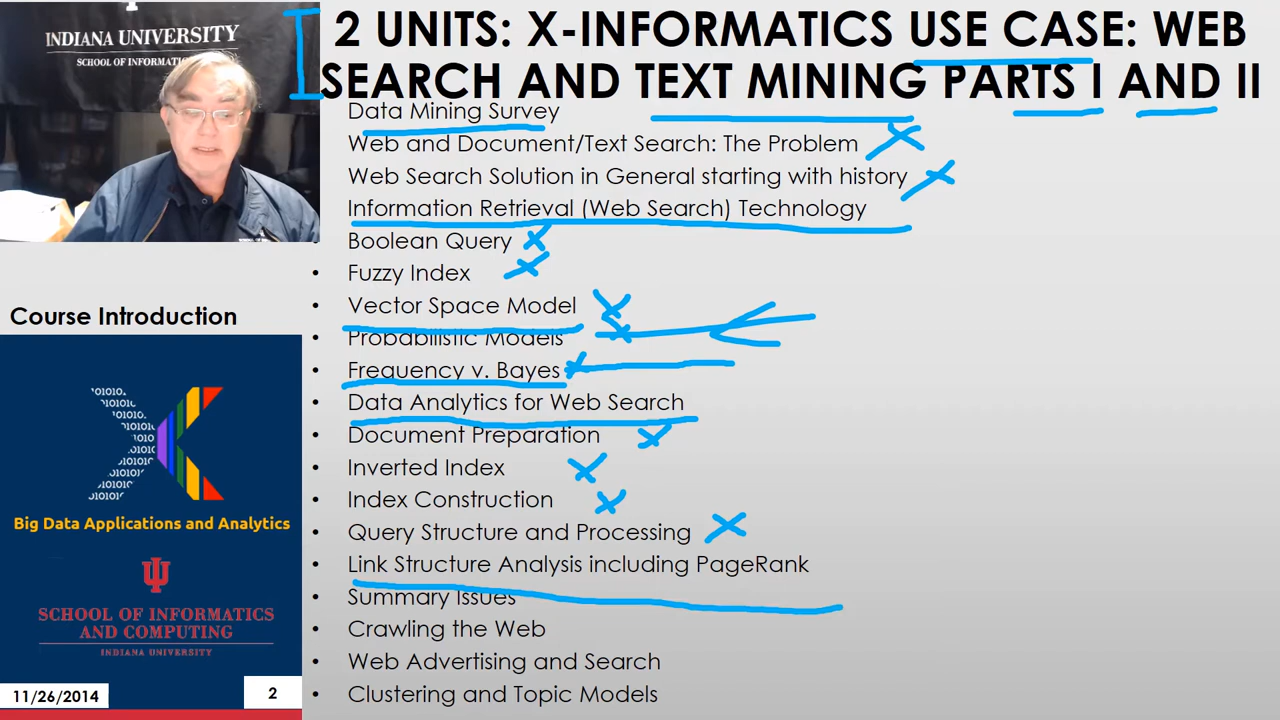 INDIANA UNIVERSITY
SCHOOL OF INFORMATI
2 UNITS: X-INFORMATICS USE CASE: WEB
SEARCH AND TEXT MINING PARTS I AND II
Data Mining Survey
Web and Document/Text Search: The Problem
Web Search Solution in General starting with history
Information Retrieval (Web Search) Technology
• Boolean Query
• Fuzzy Index
• Vector Space Model
• Probabilistic Models
• Frequency v. Bayes
• Data Analytics for Web Search
• Document Preparation
• Inverted Index
• Index Construction
• Query Structure and Processing
• Link Structure Analysis including PageRank
• Summary Issues
• Crawling the Web
• Web Advertising and Search
• Clustering and Topic Models
Course Introduction
Big Data Applications and Analytics
SCHOOL OF INFORMATICS
AND COMPUTING
INDIANA UNIVERSITY
11/26/2014
2